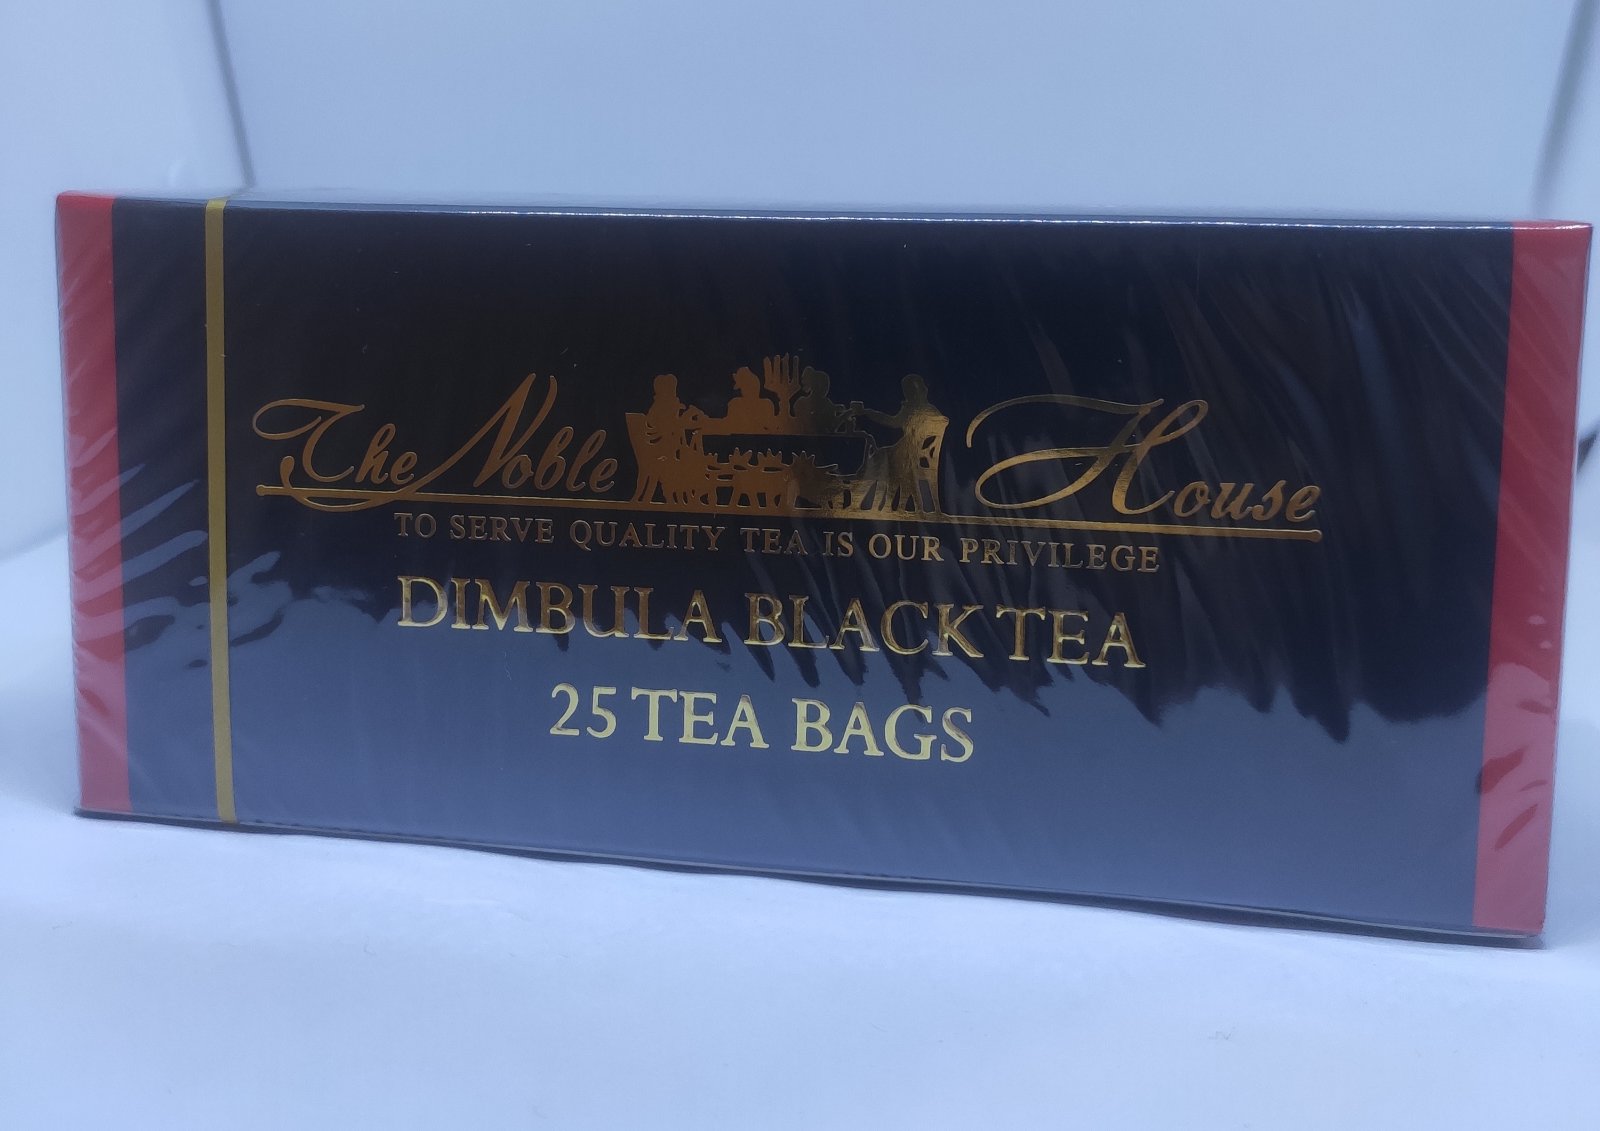 The Noble House
TO SERVE QUALITY TEA IS OUR PRIVILEGE
DIMBULA BLACK TEA
25 TEA BAGS